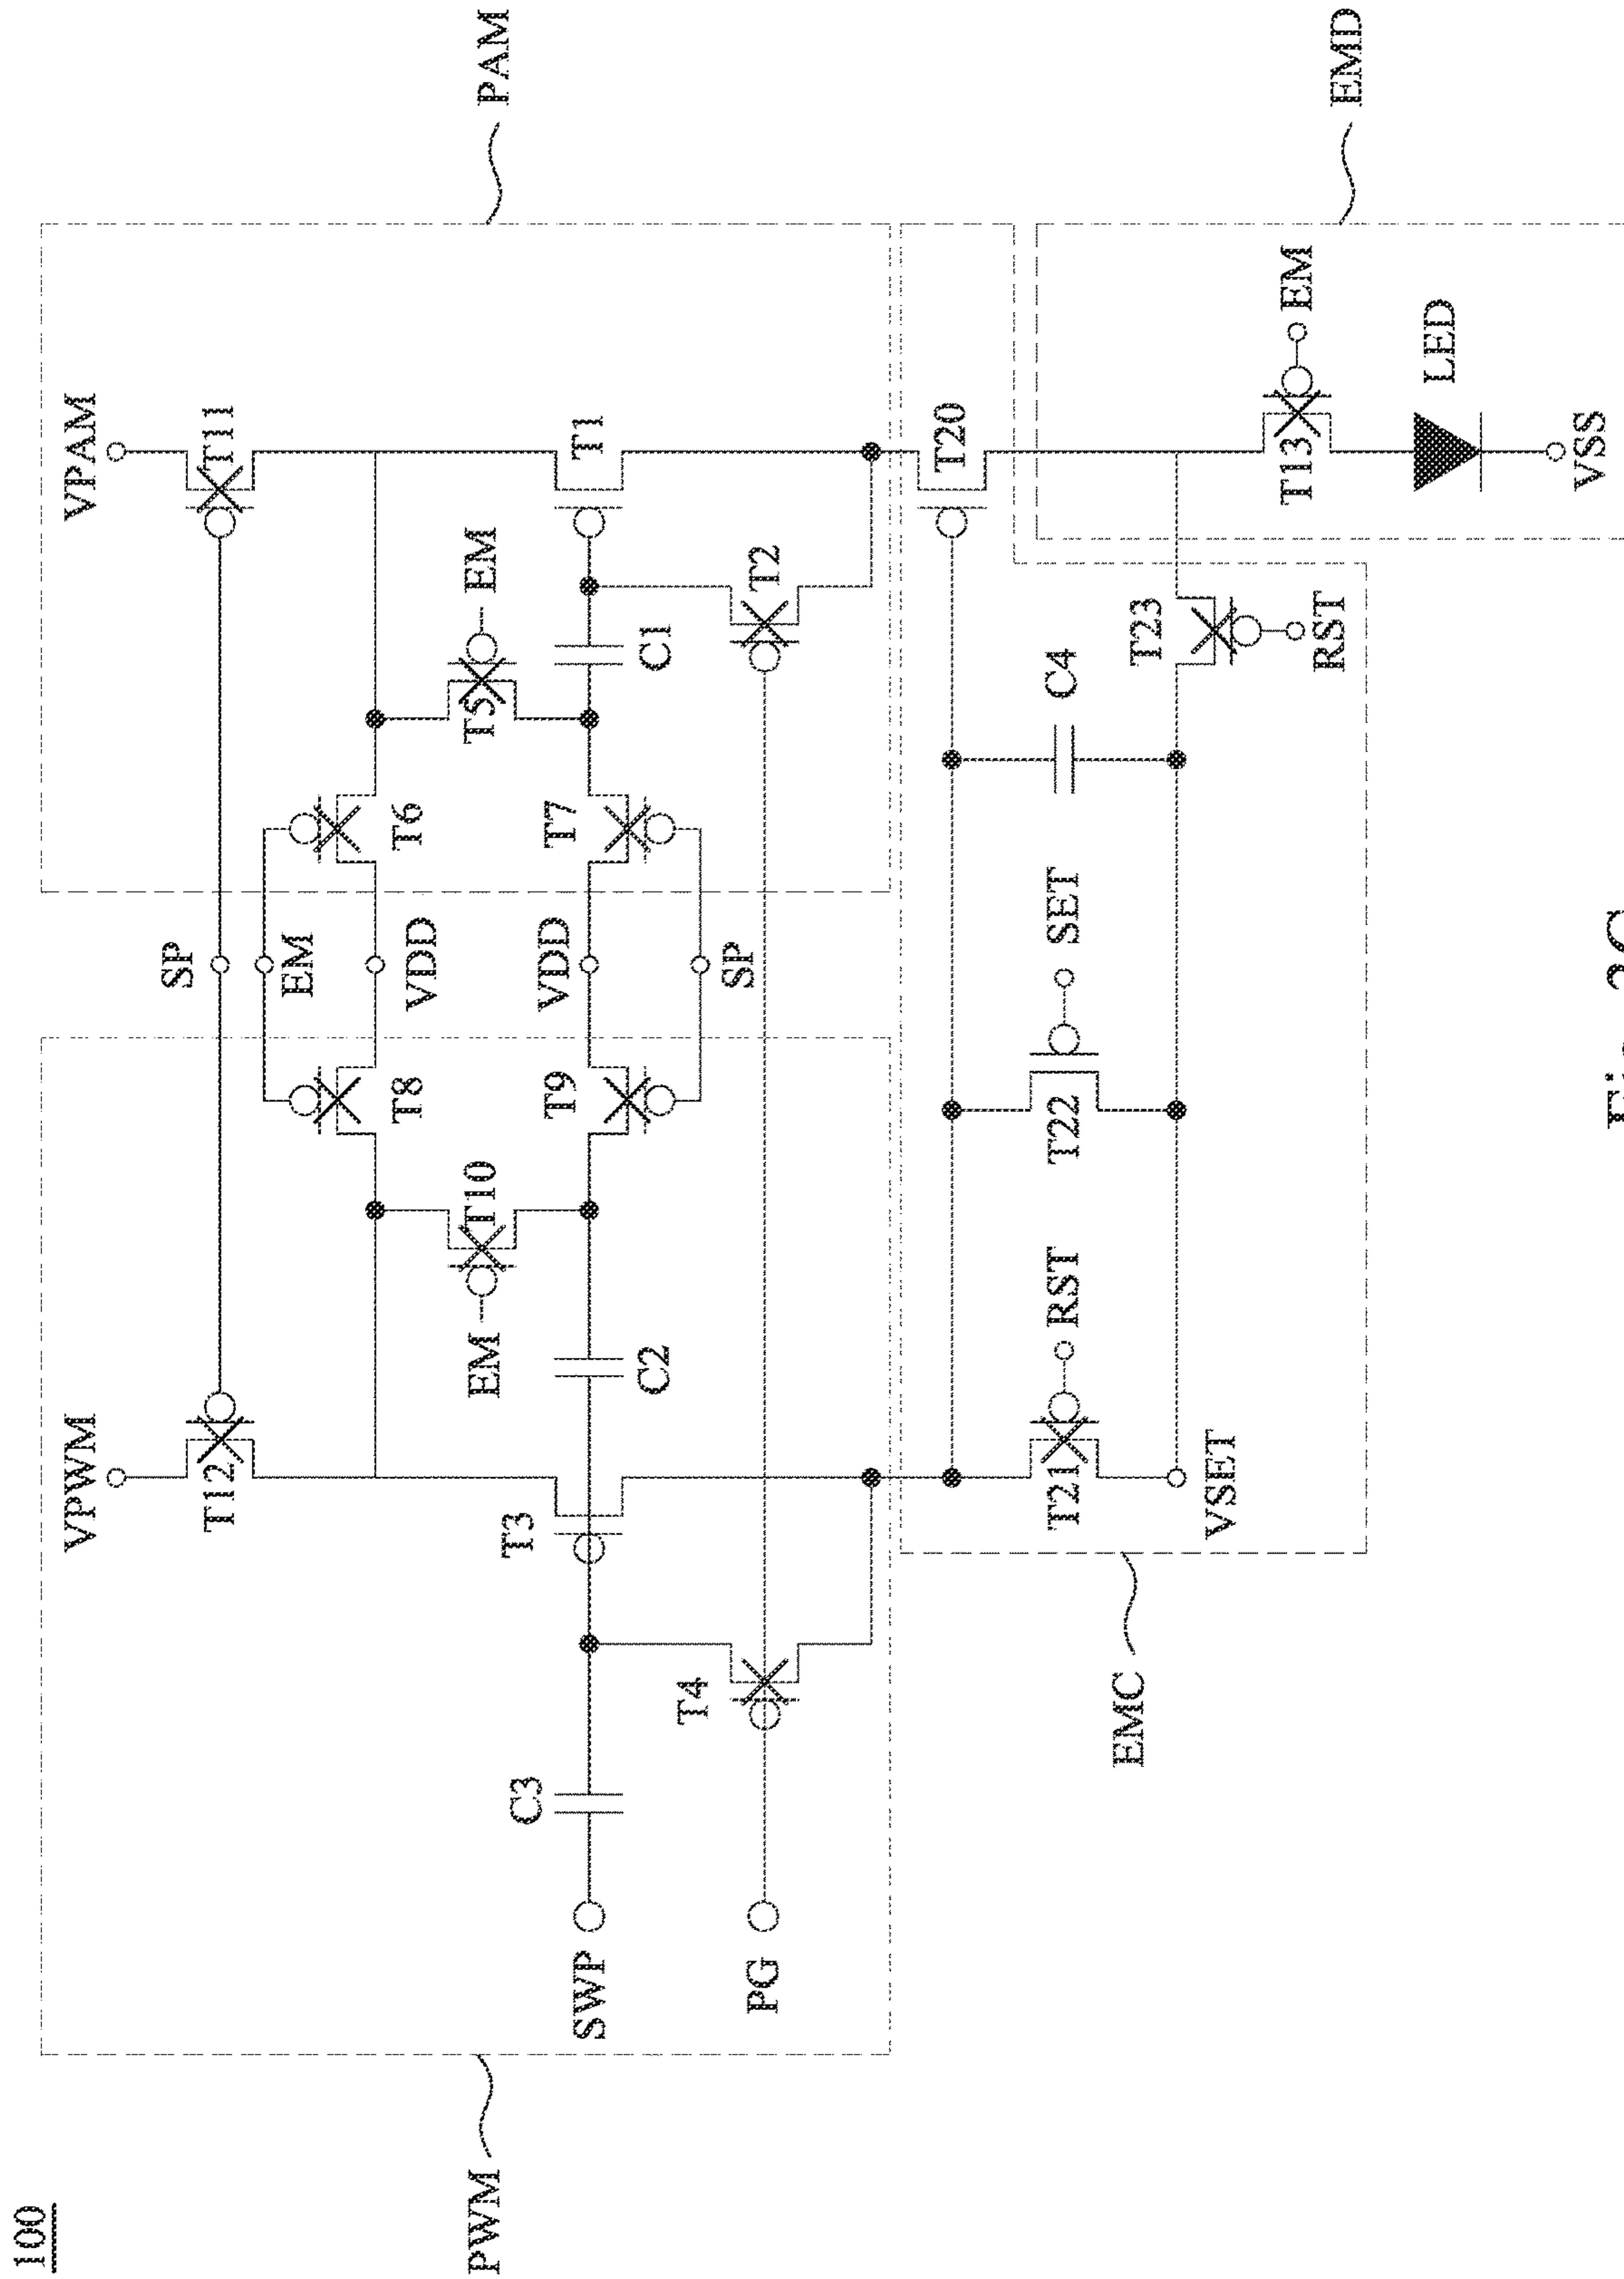 100
VPWM
VPAM
T12
SP
T11
EM
T8
VDD
T6
PWM
EM
T10
T5
EM
PAM
T3
VDD
T1
SWP
C3
C2
T9
T7
C1
T4
SP
T2
PG
T20
EMC
T21
RST
T22
SET
C4
T23
VSET
RST
T13
EM
EMD
LED
VSS